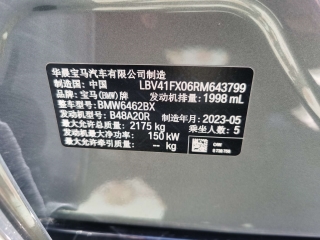 华晨宝马汽车有限公司制造
制造国: 中国 LBV41FX06RM643799
品牌: 宝马(BMW)牌 发动机排量: 1998 mL
整车型号: BMW6462BX
发动机型号: B48A20R 制造年月: 2023-05
最大允许总质量: 2175 kg 乘坐人数: 5
发动机最大净功率: 150 kW
最大允许牵引质量: -- kg